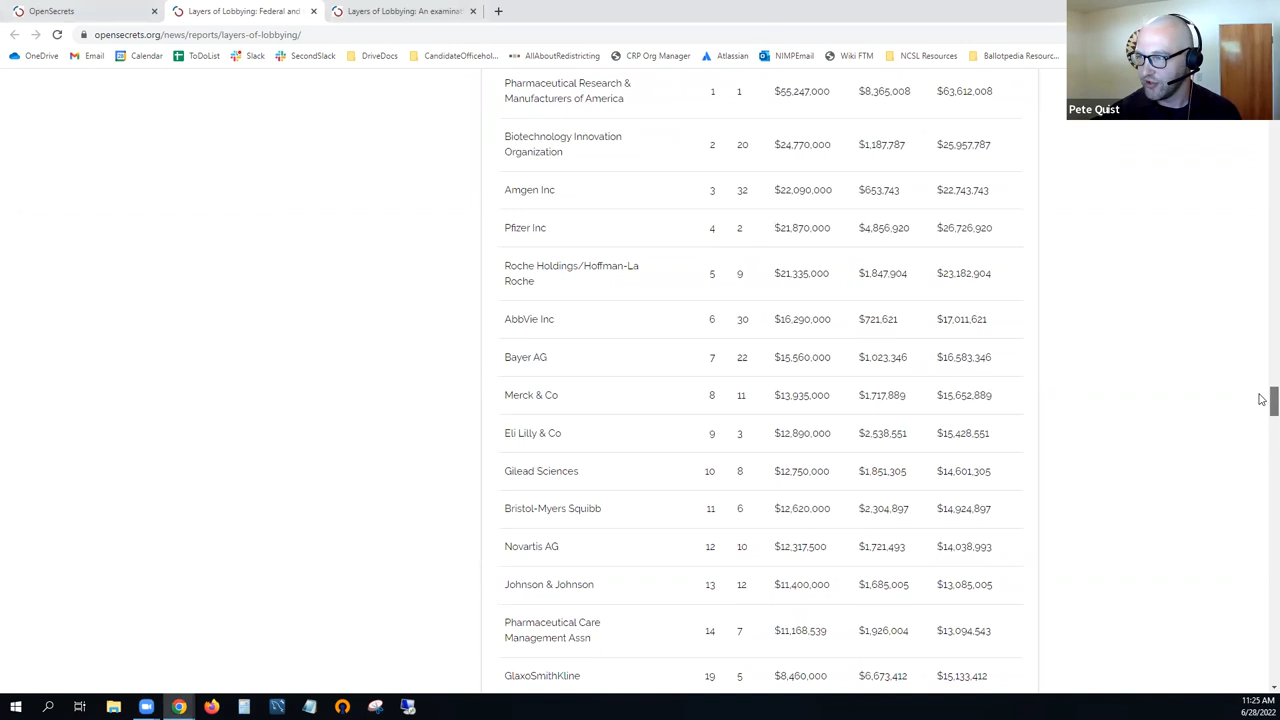 OpenSecrets
Layers of Lobbying: Federal and
Layers of Lobbying: An examinat
opensecrets.org/news/reports/layers-of-lobbying/
OneDrive Email Calendar ToDoList Slack SecondSlack DriveDocs CandidateOfficehol... AllAboutRedistricting CRP Org Manager Atlassian NIMPEmail Wiki FTM NCSL Resources Ballotpedia Resourc...
Pete Quist
Pharmaceutical Research &
Manufacturers of America 1 1 $55,247,000 $8,365,008 $63,612,008
Biotechnology Innovation
Organization 2 20 $24,770,000 $1,187,787 $25,957,787
Amgen Inc 3 32 $22,090,000 $653,743 $22,743,743
Pfizer Inc 4 2 $21,870,000 $4,856,920 $26,726,920
Roche Holdings/Hoffman-La
Roche 5 9 $21,335,000 $1,847,904 $23,182,904
AbbVie Inc 6 30 $16,290,000 $721,621 $17,011,621
Bayer AG 7 22 $15,560,000 $1,023,346 $16,583,346
Merck & Co 8 11 $13,935,000 $1,717,889 $15,652,889
Eli Lilly & Co 9 3 $12,890,000 $2,538,551 $15,428,551
Gilead Sciences 10 8 $12,750,000 $1,851,305 $14,601,305
Bristol-Myers Squibb 11 6 $12,620,000 $2,304,897 $14,924,897
Novartis AG 12 10 $12,317,500 $1,721,493 $14,038,993
Johnson & Johnson 13 12 $11,400,000 $1,685,005 $13,085,005
Pharmaceutical Care
Management Assn 14 7 $11,168,539 $1,926,004 $13,094,543
GlaxoSmithKline 19 5 $8,460,000 $6,673,412 $15,133,412
11:25 AM
6/28/2022